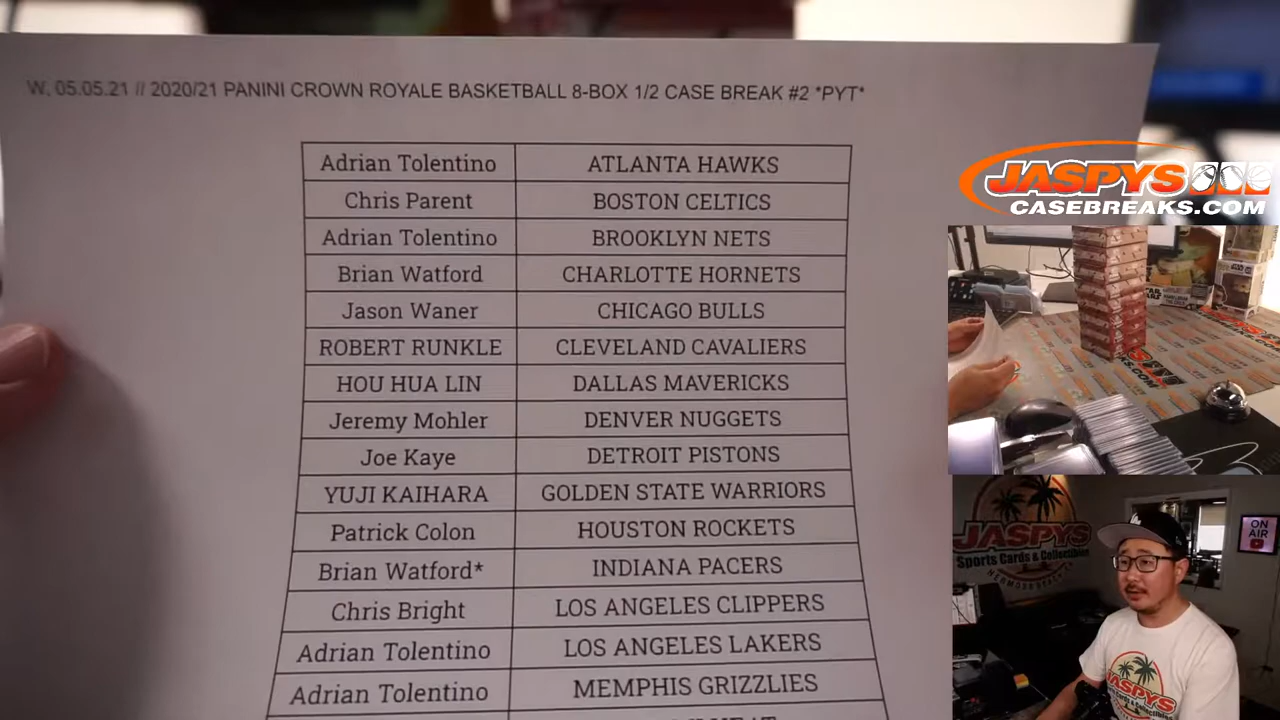 W, 05.05.21 // 2020/21 PANINI CROWN ROYALE BASKETBALL 8-BOX 1/2 CASE BREAK #2 *PYT*
Adrian Tolentino ATLANTA HAWKS
Chris Parent BOSTON CELTICS
Adrian Tolentino BROOKLYN NETS
Brian Watford CHARLOTTE HORNETS
Jason Waner CHICAGO BULLS
ROBERT RUNKLE CLEVELAND CAVALIERS
HOU HUA LIN DALLAS MAVERICKS
Jeremy Mohler DENVER NUGGETS
Joe Kaye DETROIT PISTONS
YUJI KAIHARA GOLDEN STATE WARRIORS
Patrick Colon HOUSTON ROCKETS
Brian Watford* INDIANA PACERS
Chris Bright LOS ANGELES CLIPPERS
Adrian Tolentino LOS ANGELES LAKERS
Adrian Tolentino MEMPHIS GRIZZLIES
JASPYS
CASEBREAKS.COM
JASPYS
Sports Cards & Collectibles
HERMOSA BEACH
ON
AIR
JASPYS